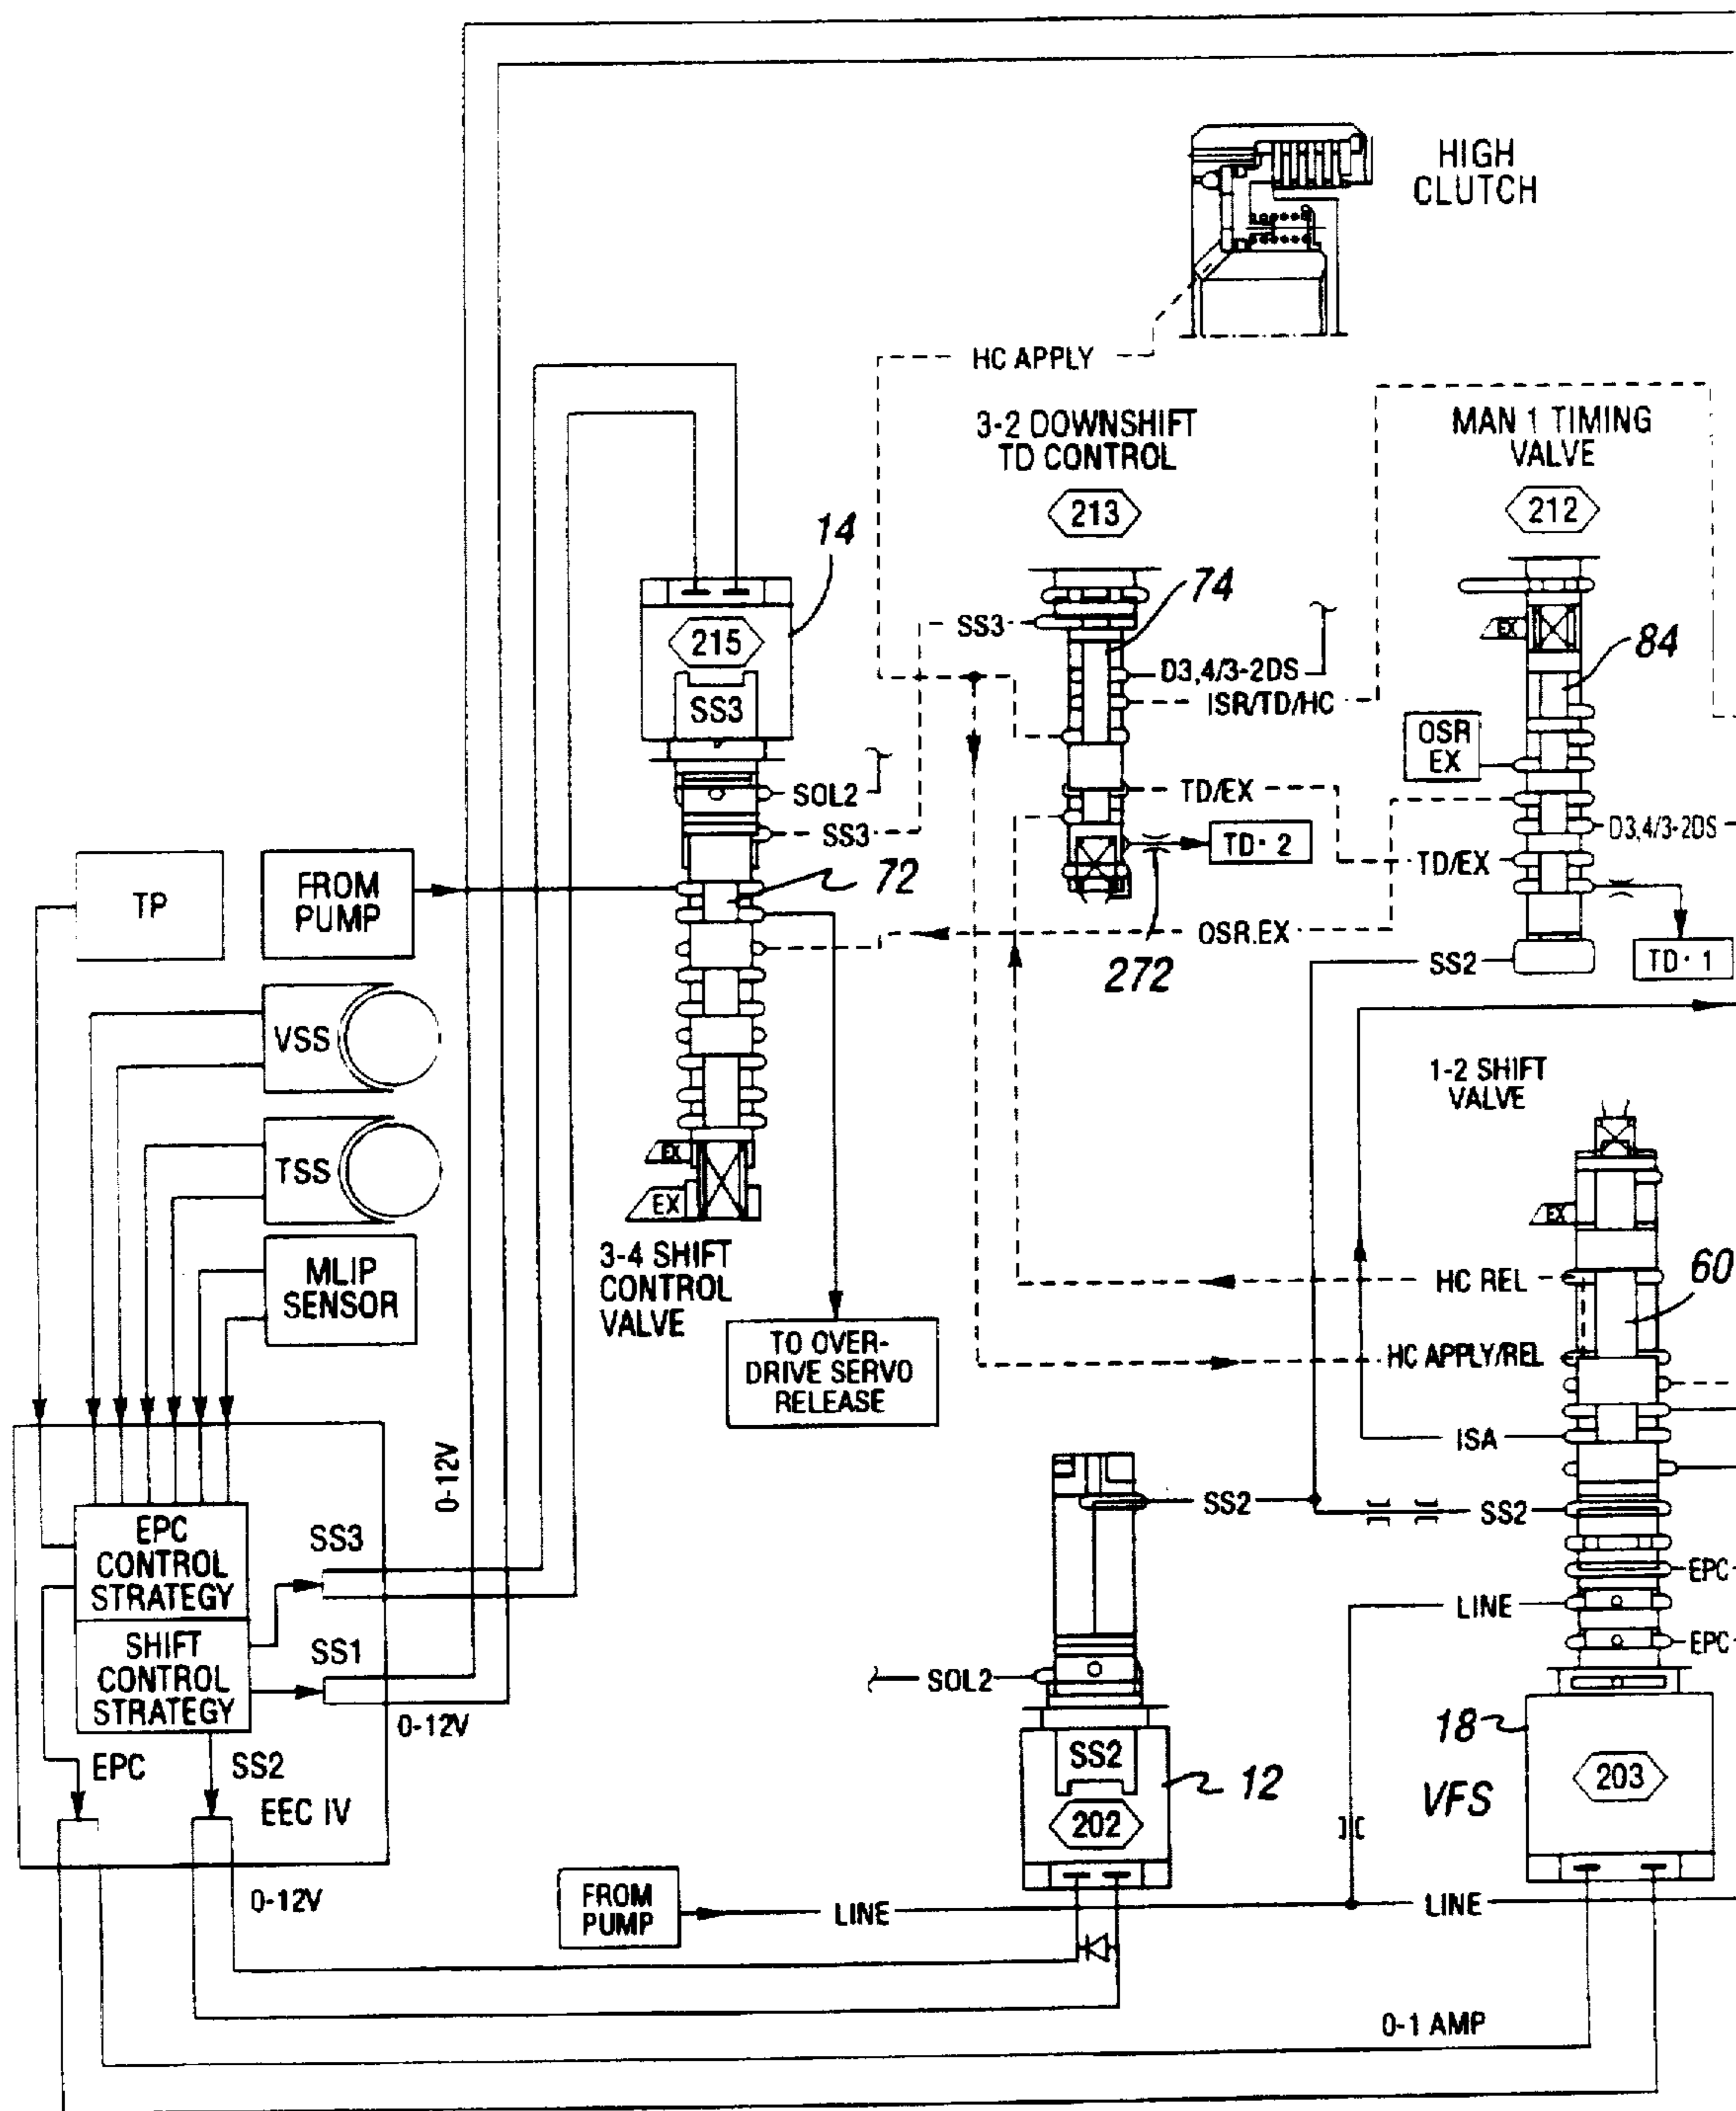 HIGH
CLUTCH
HC APPLY
3-2 DOWNSHIFT
TD CONTROL
213
MAN 1 TIMING
VALVE
212
14
74
84
215
SS3
SS3
D3,4/3-2DS
ISR/TD/HC
EX
OSR
EX
SOL2
SS3
TD/EX
D3,4/3-2DS
TD/EX
TD·2
72
TP
FROM
PUMP
OSR.EX
272
SS2
TD·1
VSS
TSS
MLIP
SENSOR
1-2 SHIFT
VALVE
EX
EX
EX
3-4 SHIFT
CONTROL
VALVE
HC REL
60
HC APPLY/REL
TO OVER-
DRIVE SERVO
RELEASE
ISA
0-12V
SS2
SS2
EPC
CONTROL
STRATEGY
SS3
EPC
LINE
EPC
SHIFT
CONTROL
STRATEGY
SS1
SOL2
0-12V
EPC
SS2
EEC IV
SS2
12
202
18
VFS
203
0-12V
FROM
PUMP
LINE
LINE
0-1 AMP